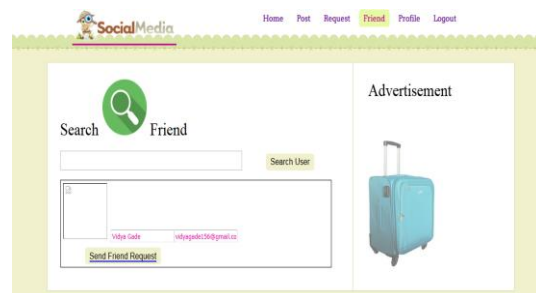 SocialMedia
Home Post Request Friend Profile Logout
Search Friend
Search User
Vidya Gade vidyagade156@gmail.co
Send Friend Request
Advertisement